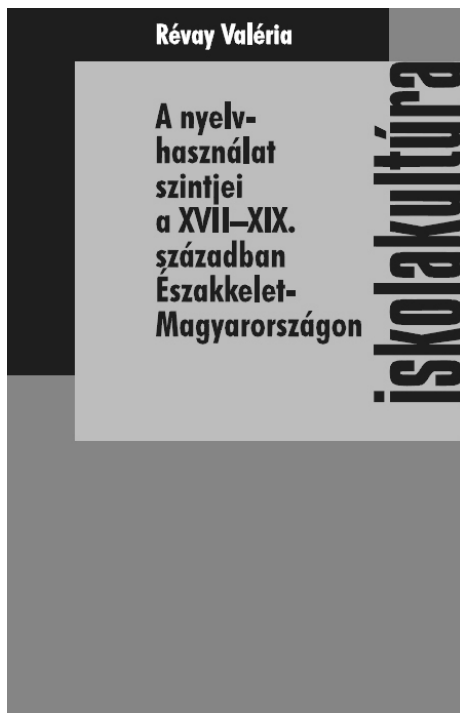 Révay Valéria
A nyelv-
használat
szintjei
a XVII–XIX.
században
Északkelet-
Magyarországon
iskolakultúra